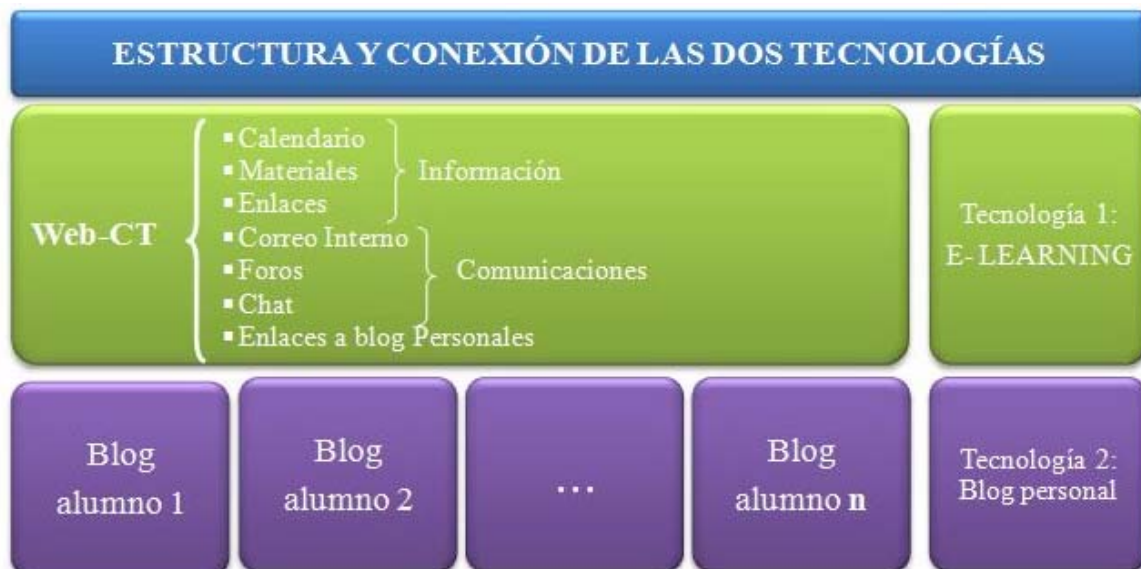 ESTRUCTURA Y CONEXIÓN DE LAS DOS TECNOLOGÍAS
Web-CT
▪Calendario
▪Materiales
▪Enlaces
Información
▪Correo Interno
▪Foros
▪Chat
Comunicaciones
▪Enlaces a blog Personales
Tecnología 1:
E- LEARNING
Blog
alumno 1
Blog
alumno 2
...
Blog
alumno n
Tecnología 2:
Blog personal